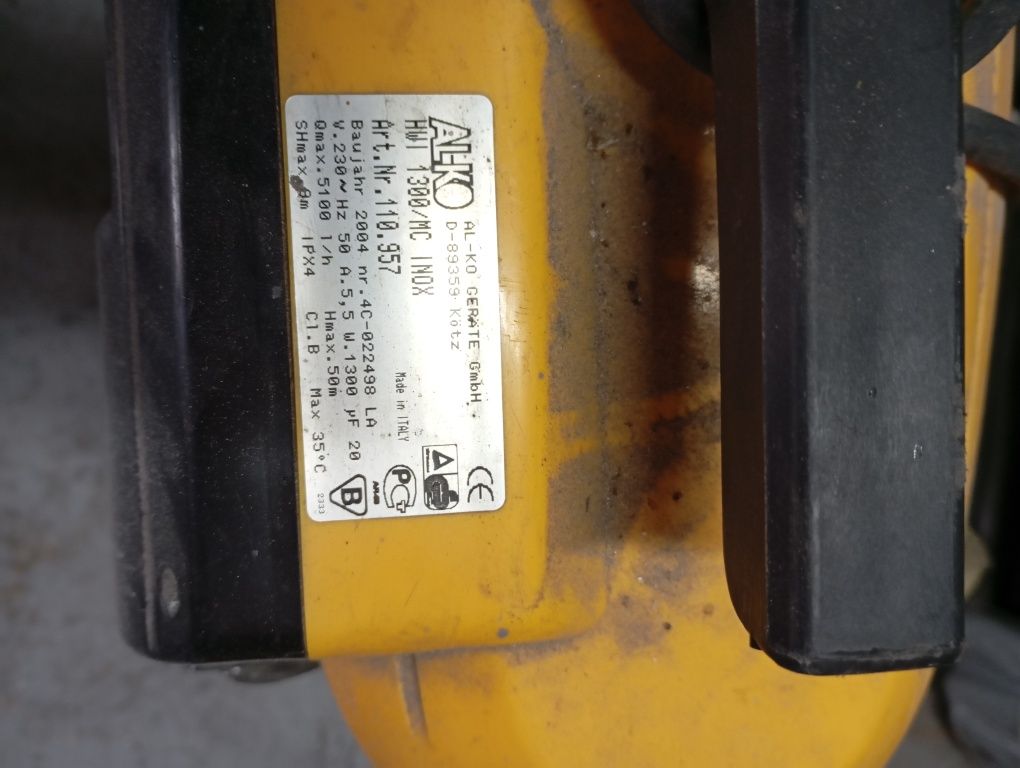 AL-KO
AL-KO GERÄTE GmbH.
D-89359 Kötz
HWI 1300/MC INOX
Art.Nr.110.957
Made in ITALY
Baujahr 2004 nr.4C-022498 LA
V.230~ Hz 50 A.5,5 W.1300 µF 20
Qmax.5100 l/h Hmax.50m
SHmax.8m IPX4 Cl.B Max 35°C
CE
B
2333